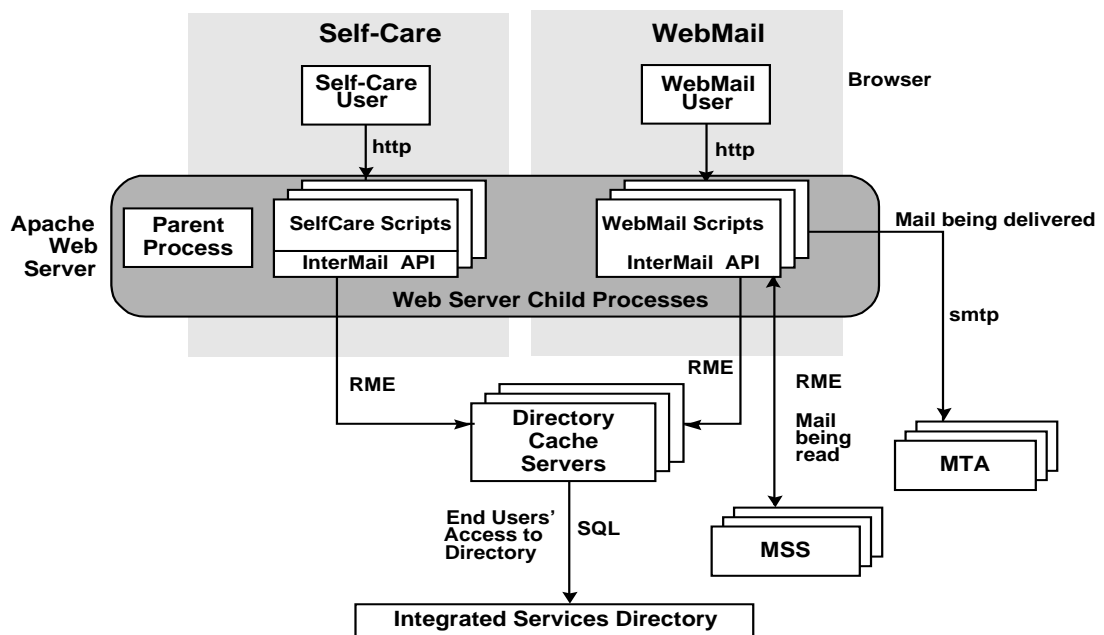 Self-Care
WebMail
Self-Care
User
WebMail
User
Browser
http
http
Apache
Web
Server
Parent
Process
SelfCare Scripts
InterMail API
WebMail Scripts
InterMail API
Web Server Child Processes
Mail being delivered
smtp
RME
RME
RME
Mail
being
read
Directory
Cache
Servers
MTA
End Users’
Access to
Directory
SQL
MSS
Integrated Services Directory